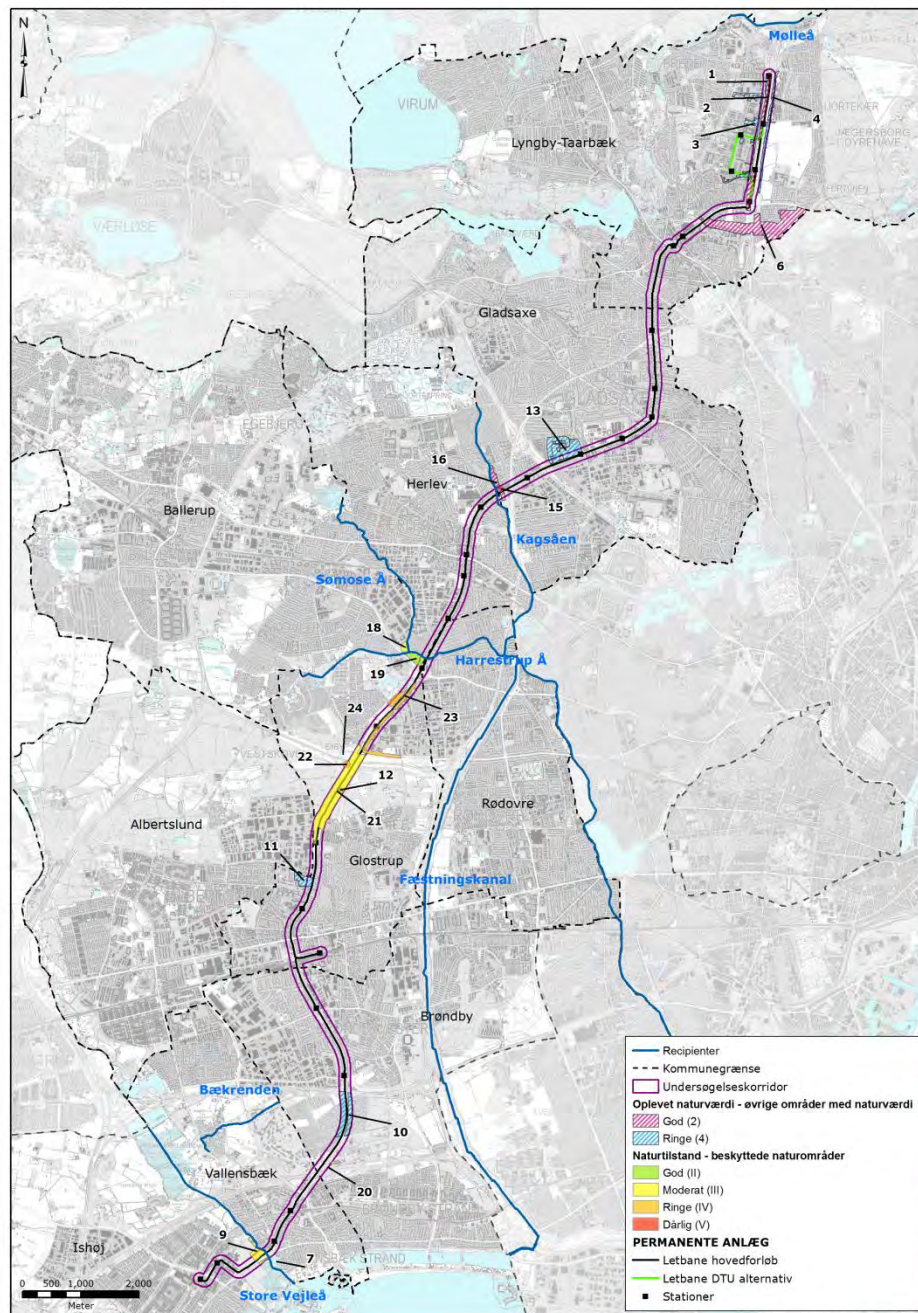 N
Mølleå
1
2
4
3
VIRUM
Lyngby-Taarbæk
VÆRLØSE
6
Gladsaxe
13
16
Herlev
15
Ballerup
Kagsåen
Sømose Å
18
Harrestrup Å
19
24
23
22
12
Rødovre
21
Albertslund
Glostrup
11
Fæstningskanal
Brøndby
Bækrenden
10
Vallensbæk
20
9
Ishøj
7
Store Vejleå
0 500 1,000 2,000
Meter
Recipienter
Kommunegrænse
Undersøgelseskorridor
Oplevet naturværdi - øvrige områder med naturværdi
God (2)
Ringe (4)
Naturtilstand - beskyttede naturområder
God (II)
Moderat (III)
Ringe (IV)
Dårlig (V)
PERMANENTE ANLÆG
Letbane hovedforløb
Letbane DTU alternativ
Stationer